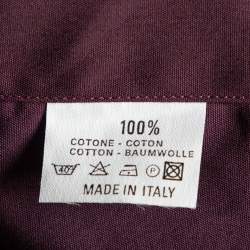 100%
COTONE - COTON
COTTON - BAUMWOLLE
40 P
MADE IN ITALY